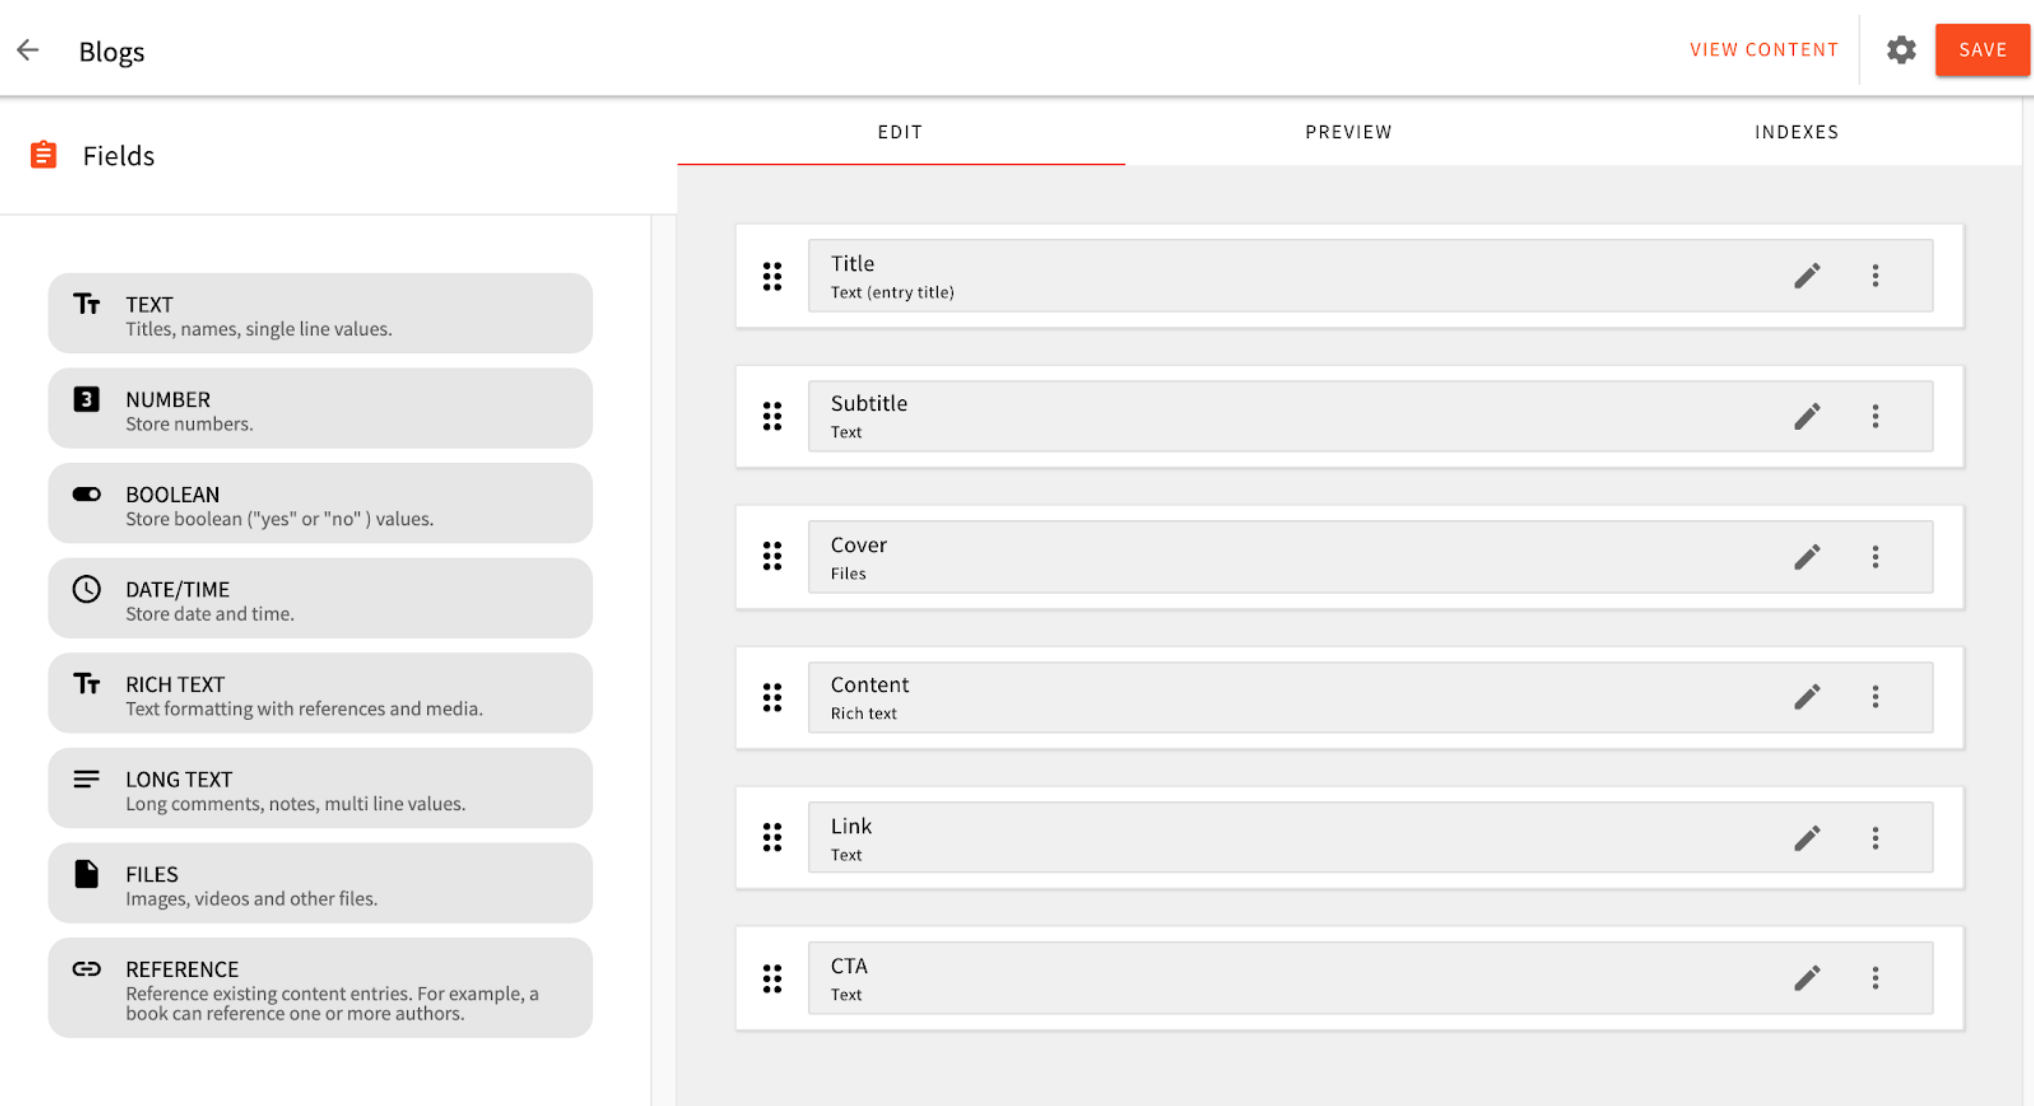 Blogs
VIEW CONTENT
SAVE
Fields
EDIT
PREVIEW
INDEXES
TEXT
Titles, names, single line values.
NUMBER
Store numbers.
BOOLEAN
Store boolean ("yes" or "no" ) values.
DATE/TIME
Store date and time.
RICH TEXT
Text formatting with references and media.
LONG TEXT
Long comments, notes, multi line values.
FILES
Images, videos and other files.
REFERENCE
Reference existing content entries. For example, a
book can reference one or more authors.
Title
Text (entry title)
Subtitle
Text
Cover
Files
Content
Rich text
Link
Text
CTA
Text